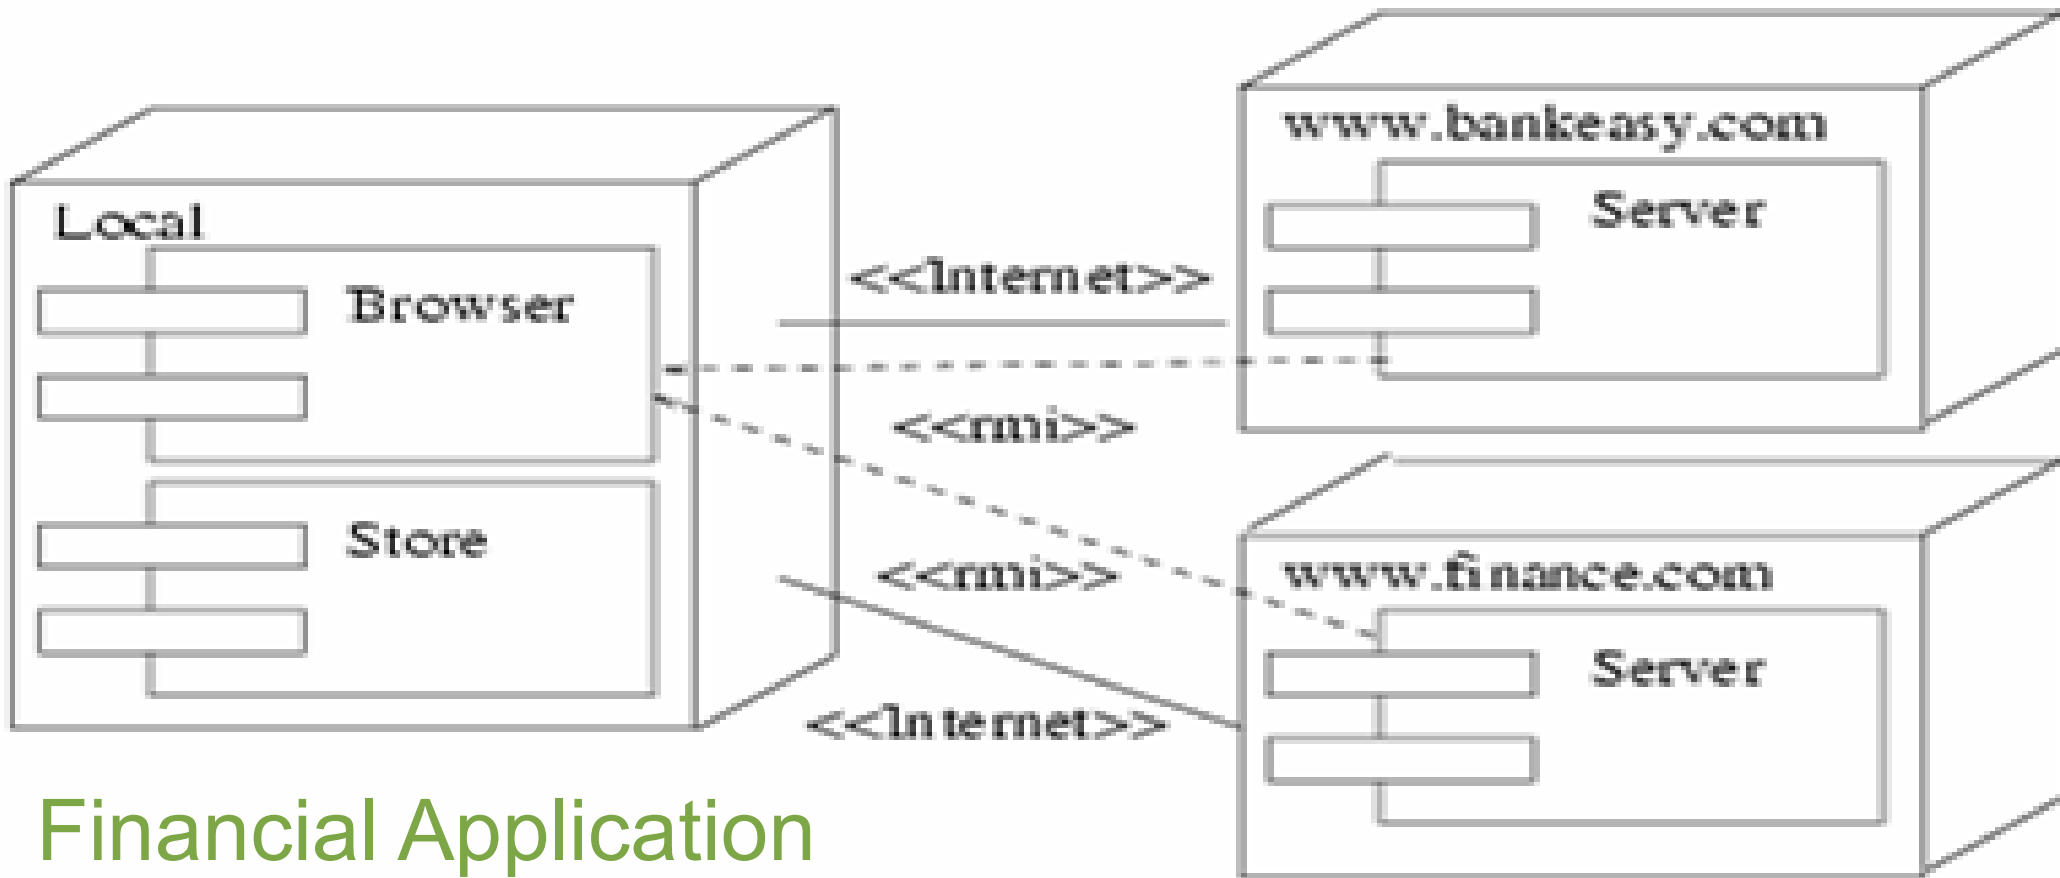 Local
Browser
Store
<<Internet>>
<<rmi>>
<<rmi>>
<<Internet>>
www.bankeasy.com
Server
www.finance.com
Server
Financial Application